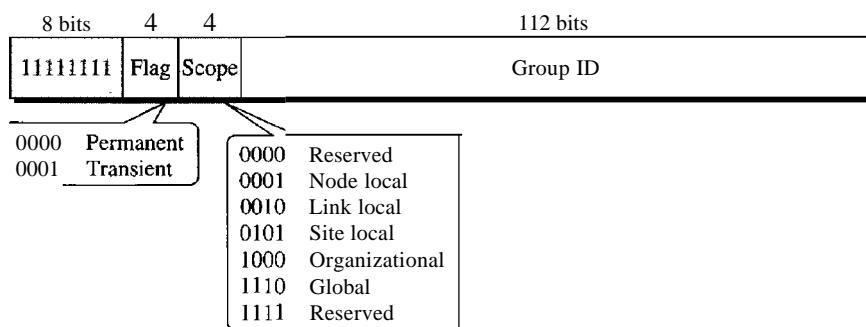 8 bits 4 4 112 bits
11111111 Flag Scope Group ID
0000 Permanent
0001 Transient
0000 Reserved
0001 Node local
0010 Link local
0101 Site local
1000 Organizational
1110 Global
1111 Reserved